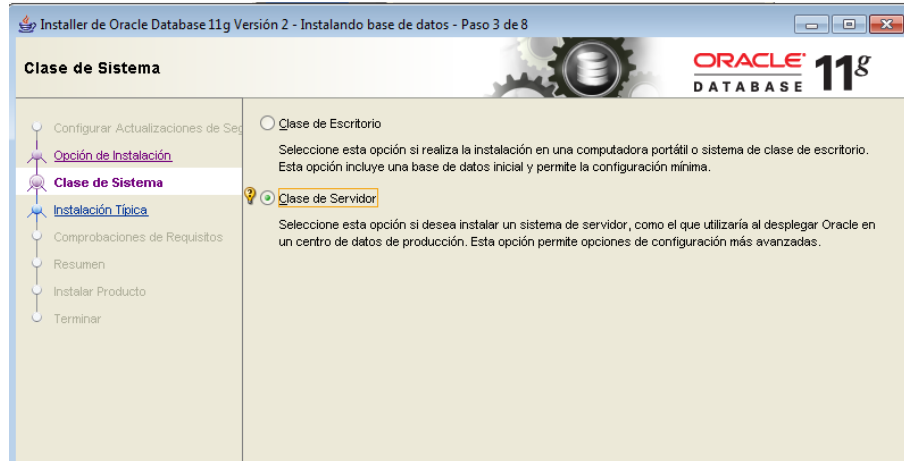 Installer de Oracle Database 11g Versión 2 - Instalando base de datos - Paso 3 de 8
Clase de Sistema
ORACLE
DATABASE
11g
Configurar Actualizaciones de Seg
Opción de Instalación
Clase de Sistema
Instalación Típica
Comprobaciones de Requisitos
Resumen
Instalar Producto
Terminar
Clase de Escritorio
Seleccione esta opción si realiza la instalación en una computadora portátil o sistema de clase de escritorio.
Esta opción incluye una base de datos inicial y permite la configuración mínima.
Clase de Servidor
Seleccione esta opción si desea instalar un sistema de servidor, como el que utilizaría al desplegar Oracle en
un centro de datos de producción. Esta opción permite opciones de configuración más avanzadas.